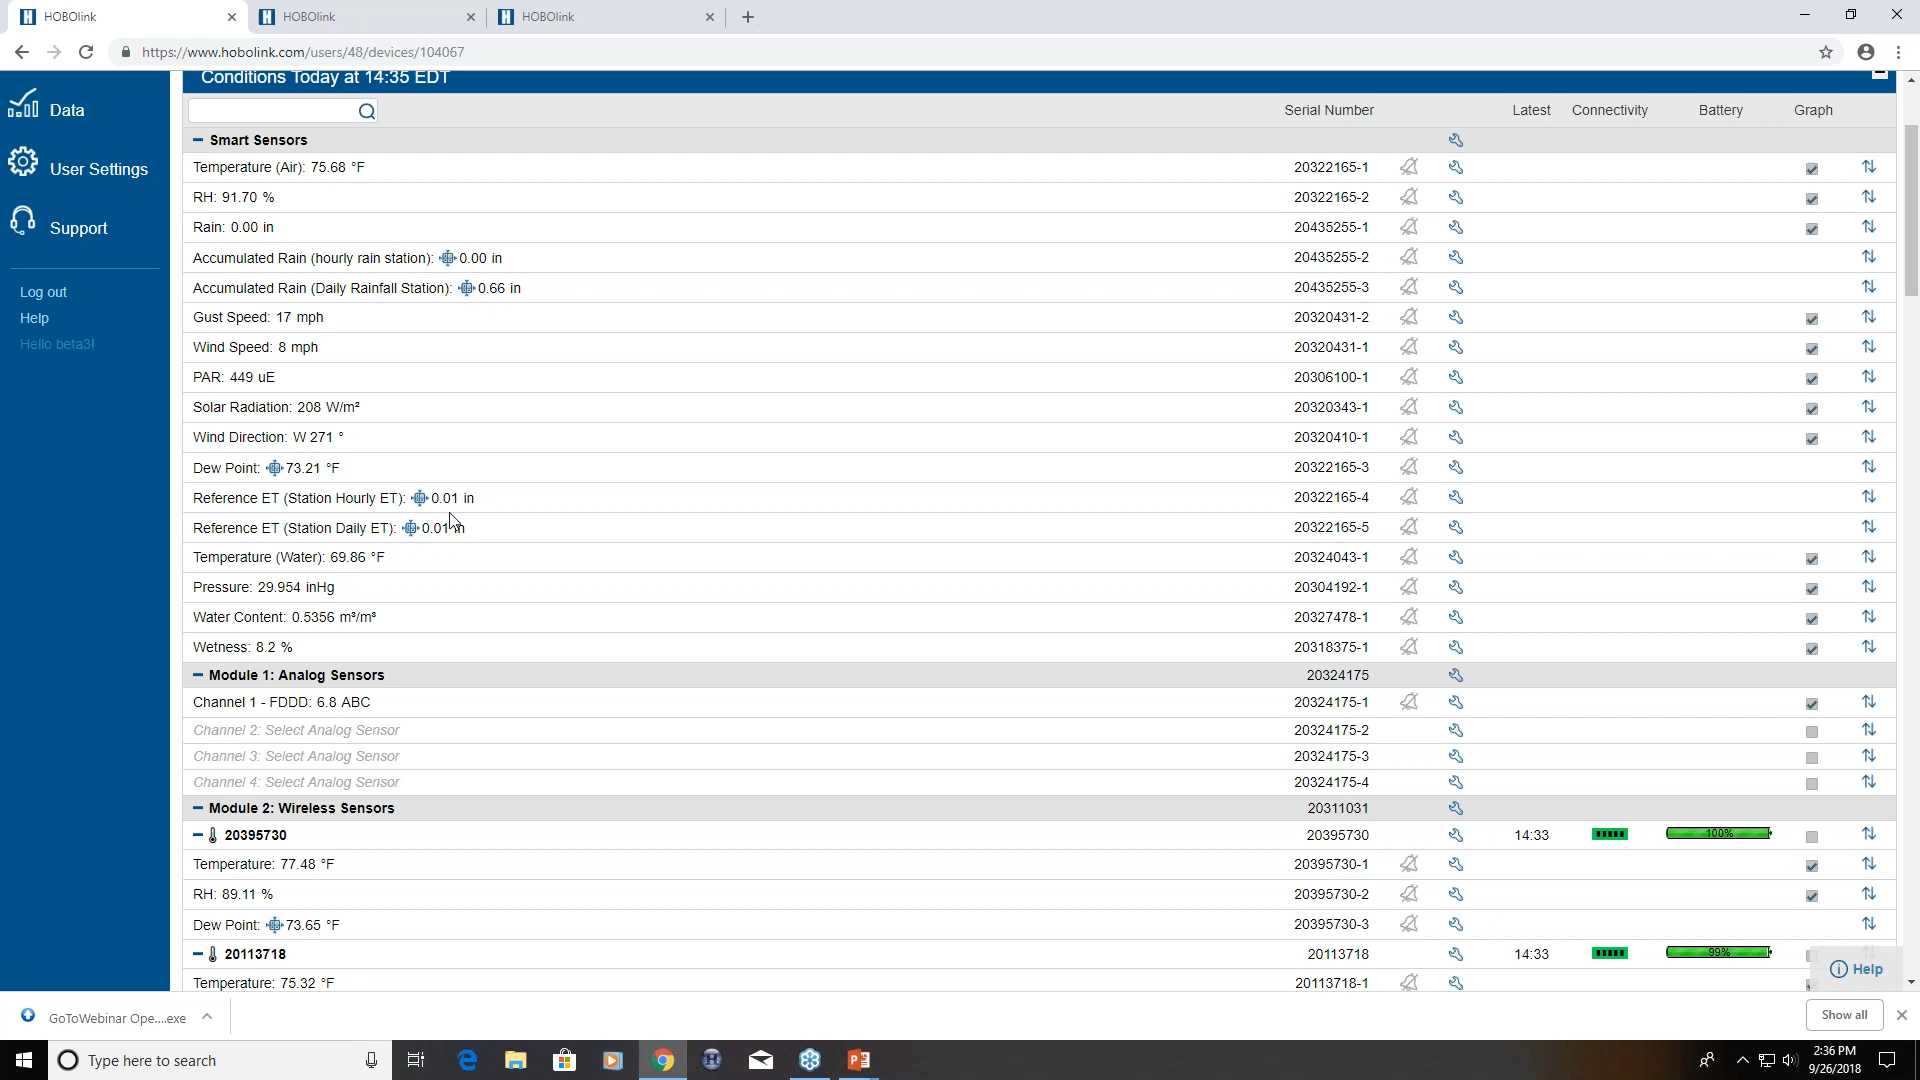 HOBOlink
HOBOlink
HOBOlink
https://www.hobolink.com/users/48/devices/104067
Conditions Today at 14:35 EDT
Data
User Settings
Support
Log out
Help
Hello beta3!
Serial Number Latest Connectivity Battery Graph
Smart Sensors
Temperature (Air): 75.68 °F 20322165-1
RH: 91.70 % 20322165-2
Rain: 0.00 in 20435255-1
Accumulated Rain (hourly rain station): 0.00 in 20435255-2
Accumulated Rain (Daily Rainfall Station): 0.66 in 20435255-3
Gust Speed: 17 mph 20320431-2
Wind Speed: 8 mph 20320431-1
PAR: 449 uE 20306100-1
Solar Radiation: 208 W/m² 20320343-1
Wind Direction: W 271 ° 20320410-1
Dew Point: 73.21 °F 20322165-3
Reference ET (Station Hourly ET): 0.01 in 20322165-4
Reference ET (Station Daily ET): 0.01 in 20322165-5
Temperature (Water): 69.86 °F 20324043-1
Pressure: 29.954 inHg 20304192-1
Water Content: 0.5356 m³/m³ 20327478-1
Wetness: 8.2 % 20318375-1
Module 1: Analog Sensors 20324175
Channel 1 - FDDD: 6.8 ABC 20324175-1
Channel 2: Select Analog Sensor 20324175-2
Channel 3: Select Analog Sensor 20324175-3
Channel 4: Select Analog Sensor 20324175-4
Module 2: Wireless Sensors 20311031
20395730 20395730 14:33 100%
Temperature: 77.48 °F 20395730-1
RH: 89.11 % 20395730-2
Dew Point: 73.65 °F 20395730-3
20113718 20113718 14:33 99%
Temperature: 75.32 °F 20113718-1
Help
GoToWebinar Ope....exe
Show all
Type here to search
2:36 PM
9/26/2018